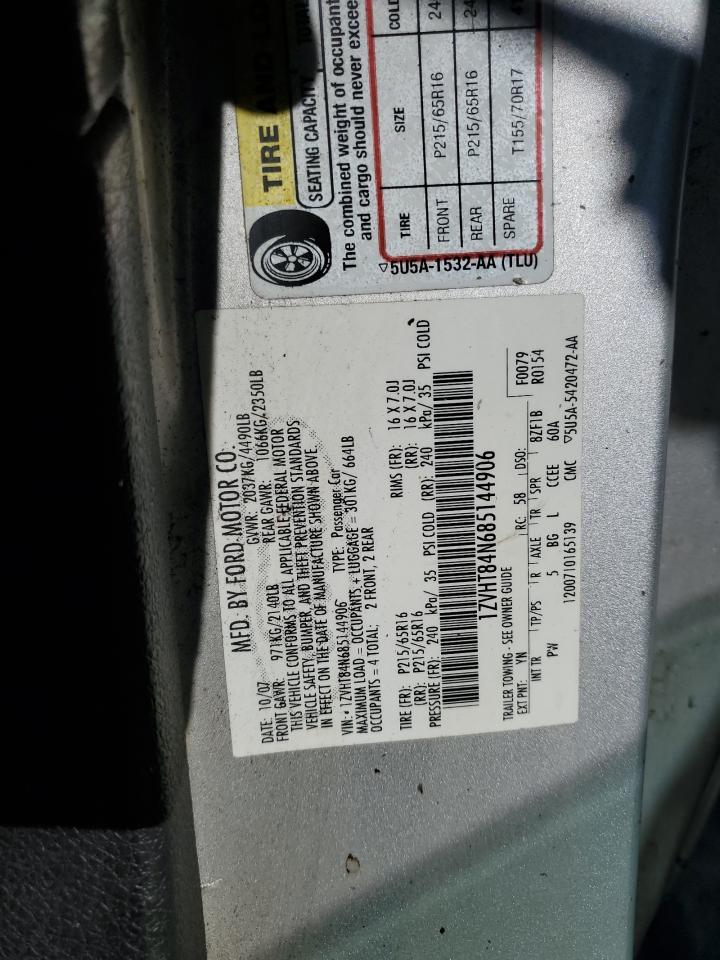 MFD. BY FORD MOTOR CO.
DATE: 10/07 GVWR: 2037KG/4490LB
FRONT GAWR: 971KG/2140LB REAR GAWR: 1066KG/2350LB
THIS VEHICLE CONFORMS TO ALL APPLICABLE FEDERAL MOTOR
VEHICLE SAFETY, BUMPER, AND THEFT PREVENTION STANDARDS
IN EFFECT ON THE DATE OF MANUFACTURE SHOWN ABOVE
VIN: 1ZVHT84N685144906 TYPE: Passenger Car
MAXIMUM LOAD = OCCUPANTS + LUGGAGE = 301KG/ 664LB
OCCUPANTS = 4 TOTAL; 2 FRONT, 2 REAR
TIRE (FR): P215/65R16 RIMS (FR): 16 X 7.0J
(RR): P215/65R16 (RR): 16 X 7.0J
PRESSURE (FR): 240 kPa/ 35 PSI COLD (RR): 240 kPa/ 35 PSI COLD
1ZVHT84N685144906
TRAILER TOWING - SEE OWNER GUIDE F0079
EXT PNT: YN RC: 58 DSO: R0154
INT TR TP/PS R AXLE TR SPR BZF1B
PW 5 BG L CCEE 60A
1200710165139 CMC ▽5U5A-5420472-AA
TIRE AND
SEATING CAPACITY
The combined weight of occupant
and cargo should never excee
TIRE SIZE COLD
FRONT P215/65R16 24
REAR P215/65R16 24
SPARE T155/70R17
▽5U5A-1532-AA (TLU)